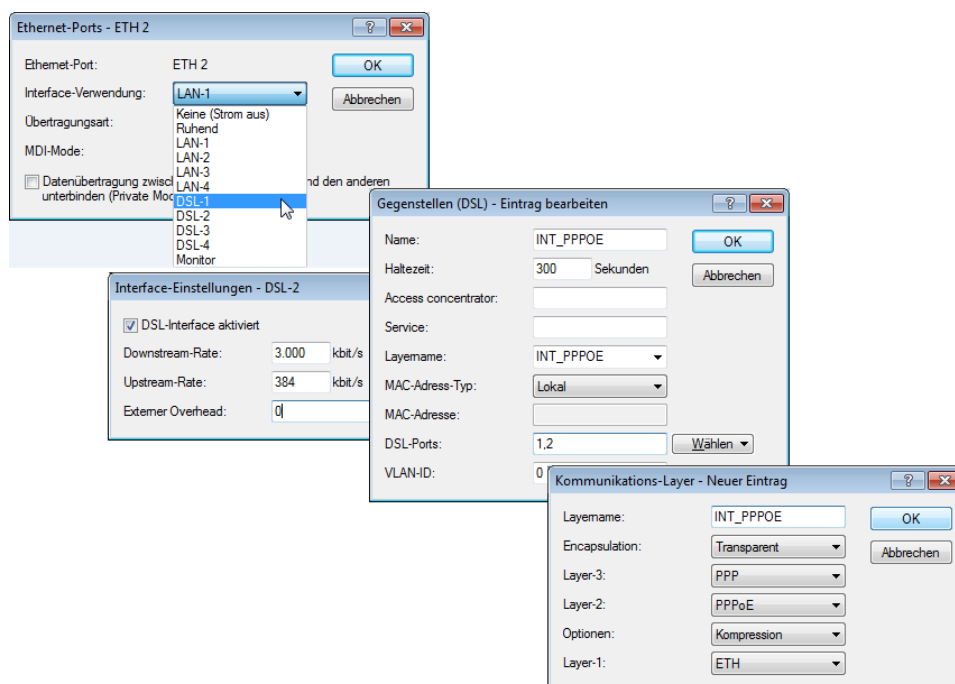 Ethernet-Ports - ETH 2
Ethernet-Port: ETH 2 OK
Interface-Verwendung: LAN-1 Abbrechen
Keine (Strom aus)
Übertragungsart: Ruhend
LAN-1
MDI-Mode: LAN-2
LAN-3
Datenübertragung LAN-4 den anderen
unterbinden (Private DSL-1
DSL-2
DSL-3
DSL-4
Monitor
Interface-Einstellungen - DSL-2
DSL-Interface aktiviert
Downstream-Rate: 3.000 kbit/s
Upstream-Rate: 384 kbit/s
Externer Overhead: 0
Gegenstellen (DSL) - Eintrag bearbeiten
Name: INT_PPPOE OK
Haltezeit: 300 Sekunden Abbrechen
Access concentrator:
Service:
Layername: INT_PPPOE
MAC-Adress-Typ: Lokal
MAC-Adresse:
DSL-Ports: 1,2 Wählen
VLAN-ID: 0
Kommunikations-Layer - Neuer Eintrag
Layername: INT_PPPOE OK
Encapsulation: Transparent Abbrechen
Layer-3: PPP
Layer-2: PPPoE
Optionen: Kompression
Layer-1: ETH